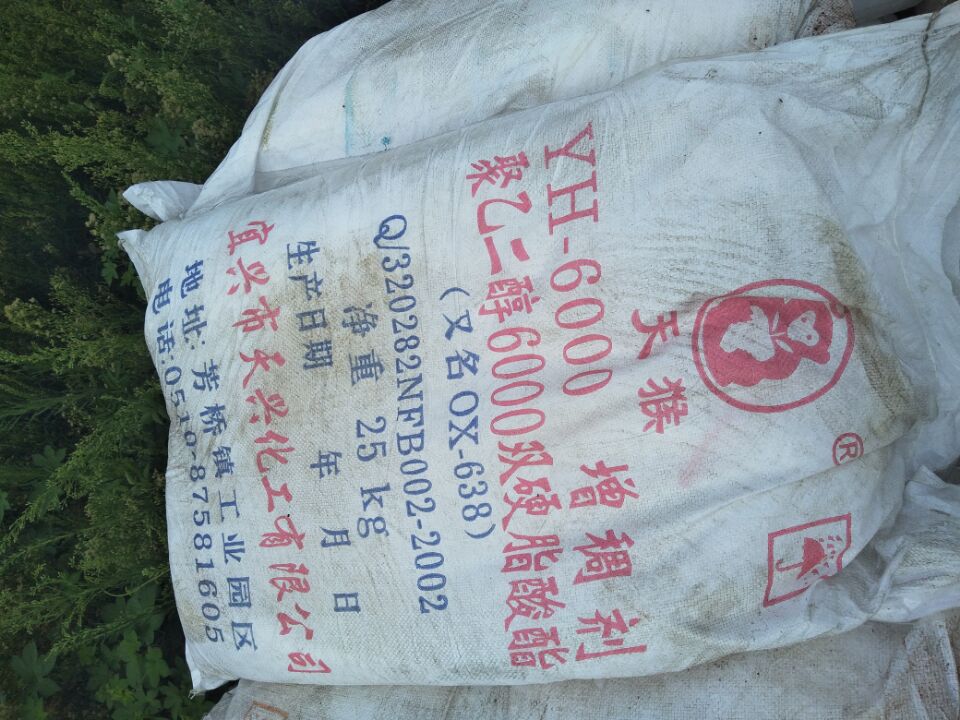 ®
天猴
YH-6000 增稠剂
聚乙二醇6000双硬脂酸酯
(又名OX-638)
Q/320282NFB002-2002
净重 25kg
生产日期 年 月 日
宜兴市天兴化工有限公司
地址:芳桥镇工业园区
电话:0510-87581605